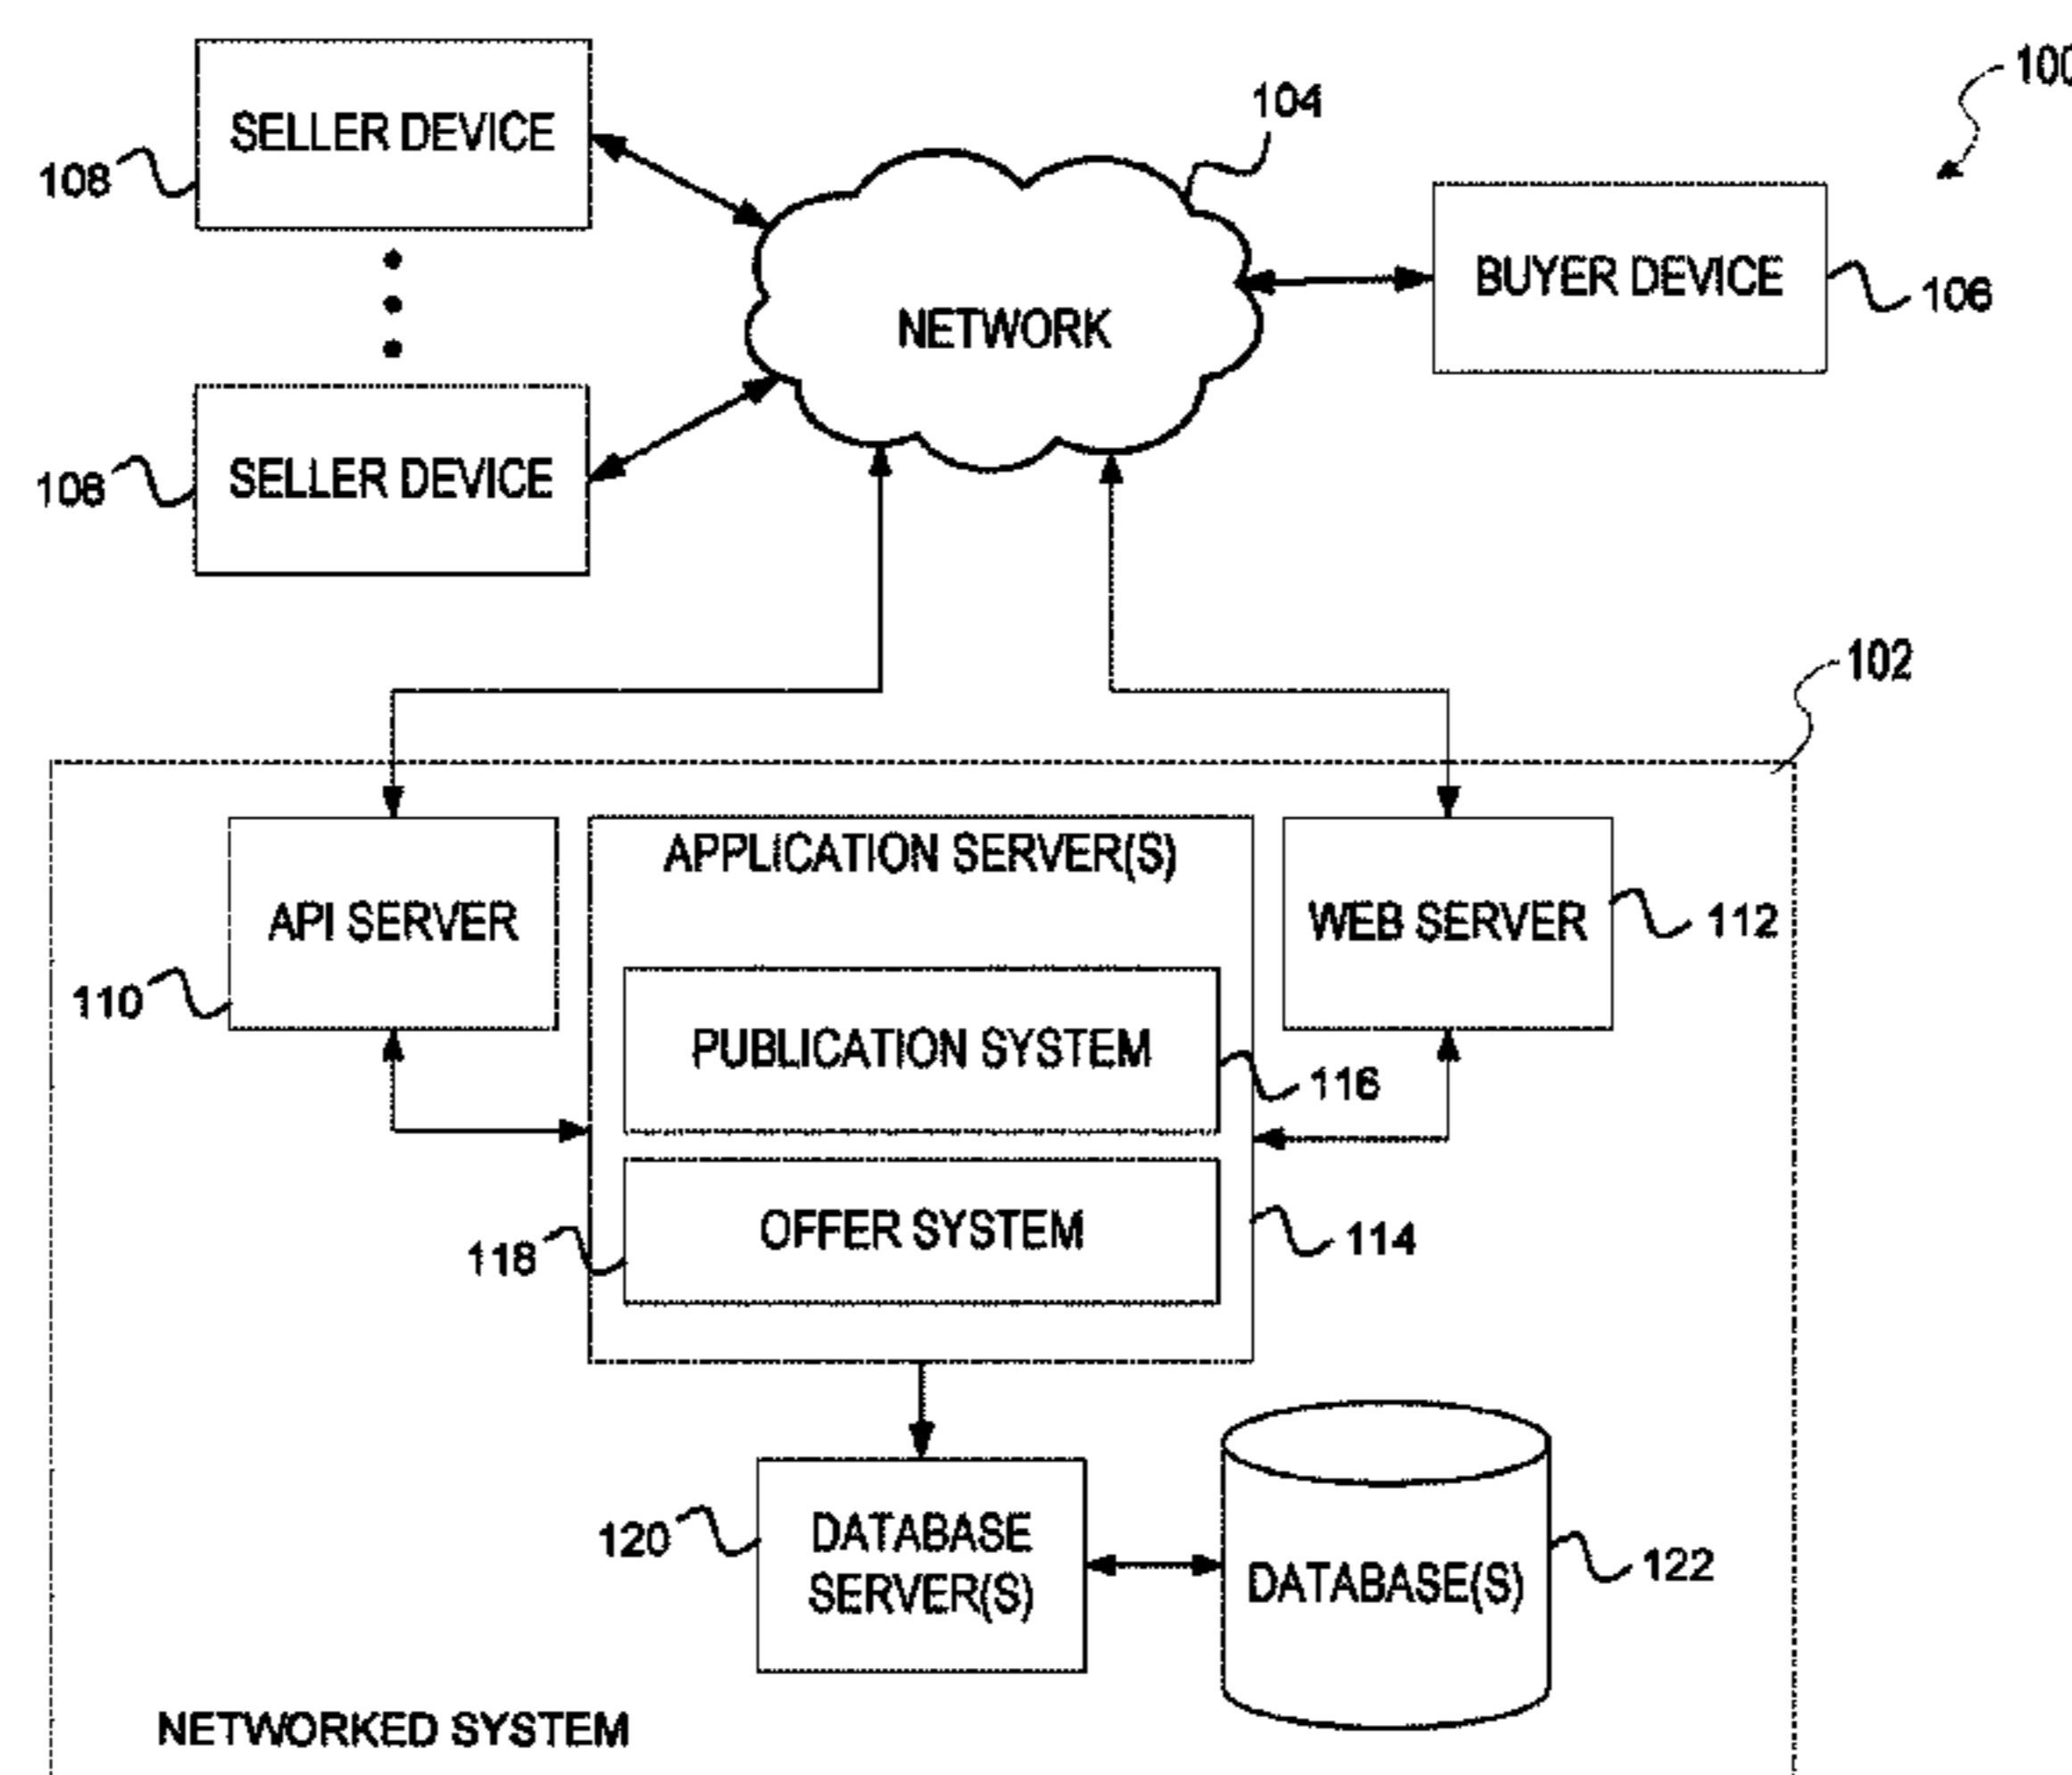 100
104
SELLER DEVICE
108
BUYER DEVICE
106
NETWORK
SELLER DEVICE
108
102
APPLICATION SERVER(S)
API SERVER
WEB SERVER
112
110
PUBLICATION SYSTEM
116
OFFER SYSTEM
118
114
120
DATABASE
SERVER(S)
DATABASE(S)
122
NETWORKED SYSTEM